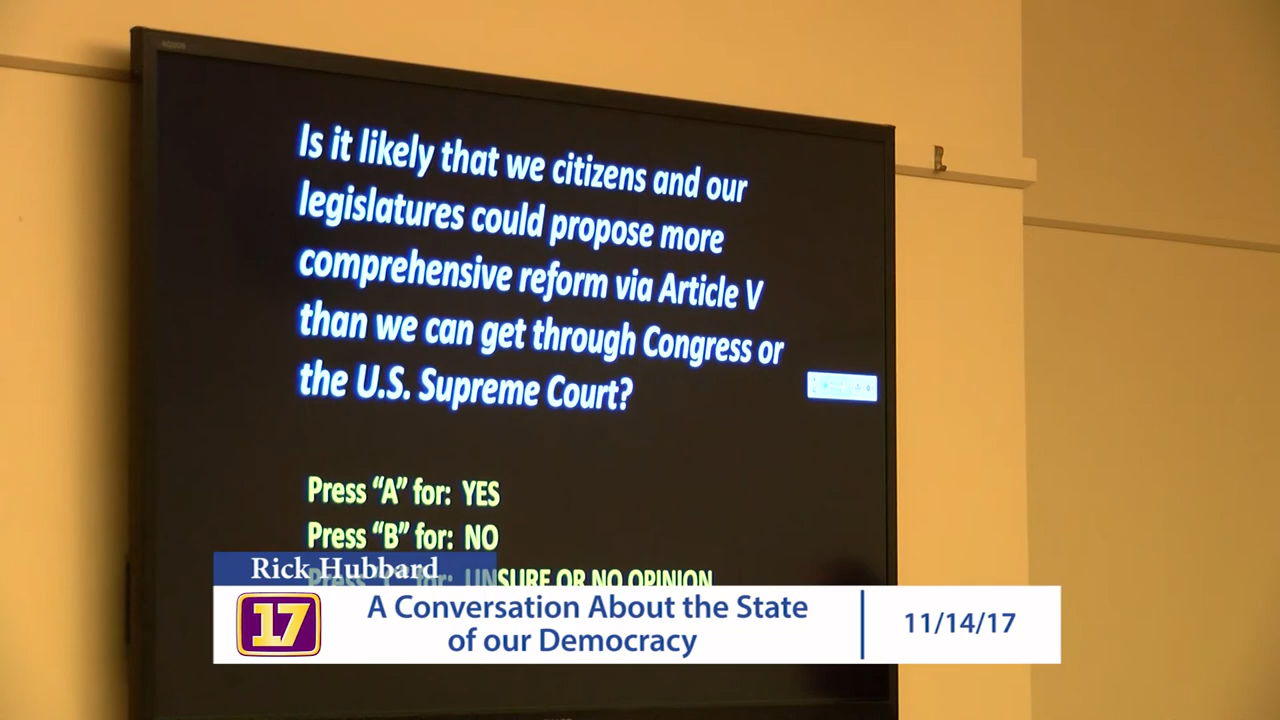 Is it likely that we citizens and our
legislatures could propose more
comprehensive reform via Article V
than we can get through Congress or
the U.S. Supreme Court?
Press "A" for: YES
Press "B" for: NO
Press for: UNSURE OR NO OPINION
Rick Hubbard
17
A Conversation About the State
of our Democracy
11/14/17